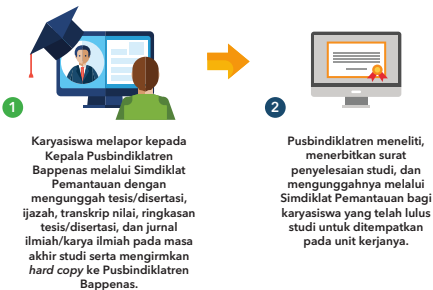 1
Karyasiswa melapor kepada
Kepala Pusbindiklatren
Bappenas melalui Simdiklat
Pemantauan dengan
mengunggah tesis/disertasi,
ijazah, transkrip nilai, ringkasan
tesis/disertasi, dan jurnal
ilmiah/karya ilmiah pada masa
akhir studi serta mengirmkan
hard copy ke Pusbindiklatren
Bappenas.
2
Pusbindiklatren meneliti,
menerbitkan surat
penyelesaian studi, dan
mengunggahnya melalui
Simdiklat Pemantauan bagi
karyasiswa yang telah lulus
studi untuk ditempatkan
pada unit kerjanya.